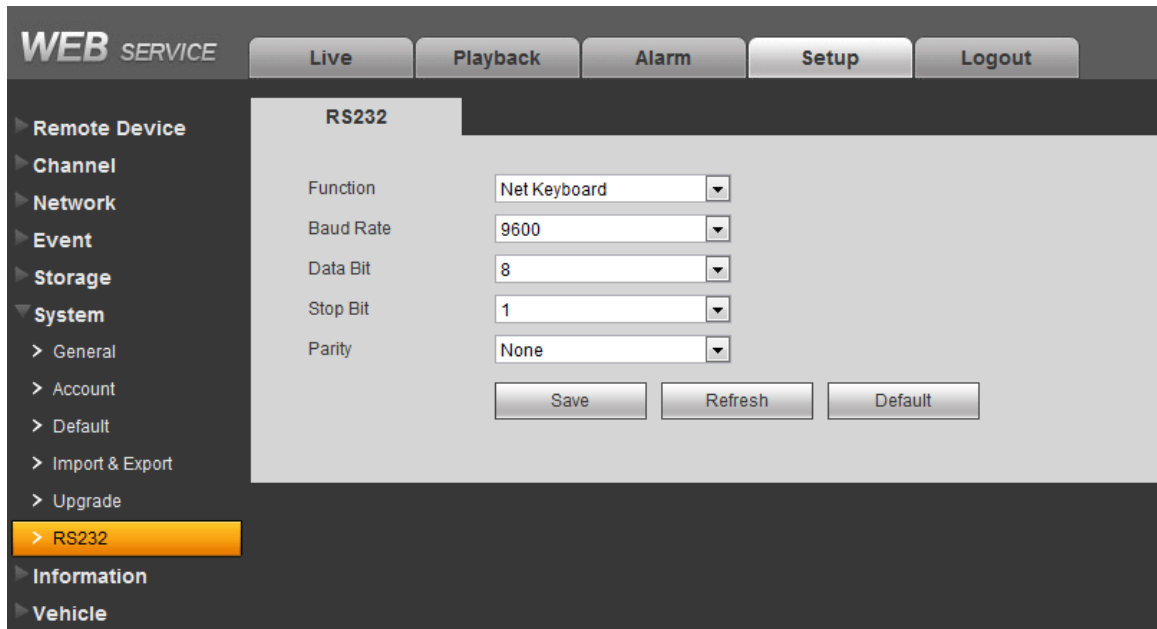 WEB SERVICE
Live Playback Alarm Setup Logout
Remote Device
Channel
Network
Event
Storage
System
> General
> Account
> Default
> Import & Export
> Upgrade
> RS232
Information
Vehicle
RS232
Function Net Keyboard
Baud Rate 9600
Data Bit 8
Stop Bit 1
Parity None
Save Refresh Default